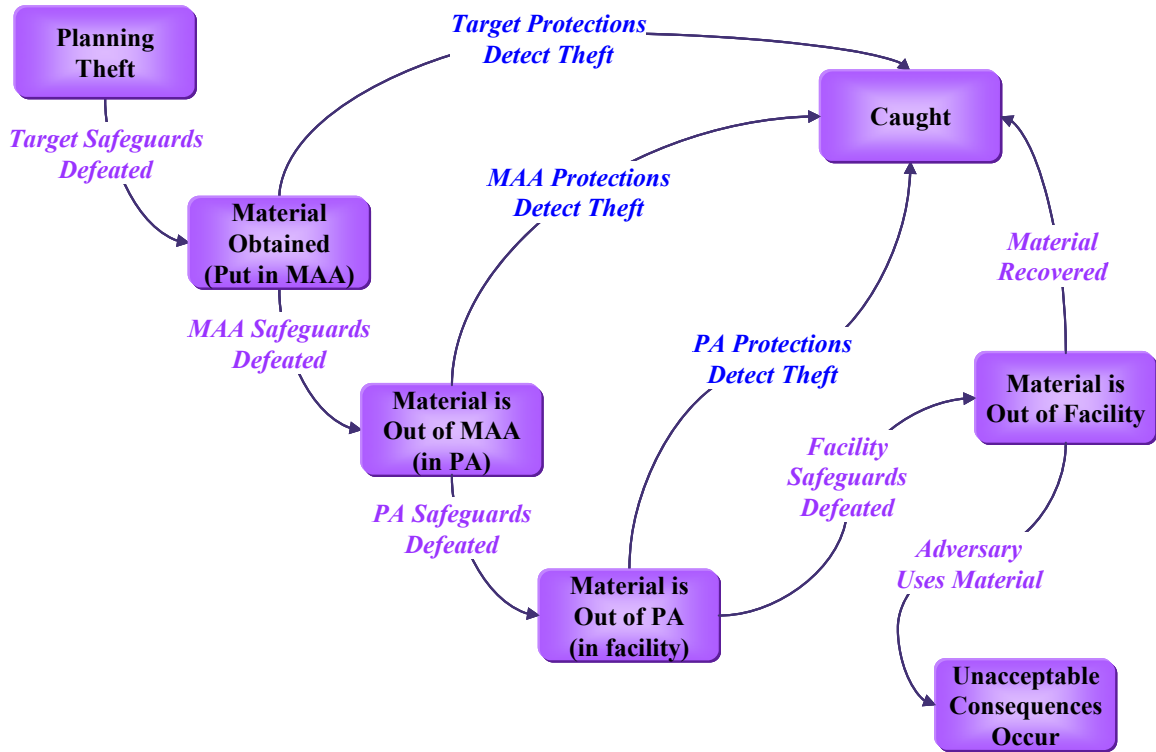 Planning
Theft
Target Protections
Detect Theft
Caught
Target Safeguards
Defeated
MAA Protections
Detect Theft
Material
Obtained
(Put in MAA)
Material
Recovered
MAA Safeguards
Defeated
PA Protections
Detect Theft
Material is
Out of Facility
Material is
Out of MAA
(in PA)
Facility
Safeguards
Defeated
PA Safeguards
Defeated
Adversary
Uses Material
Material is
Out of PA
(in facility)
Unacceptable
Consequences
Occur